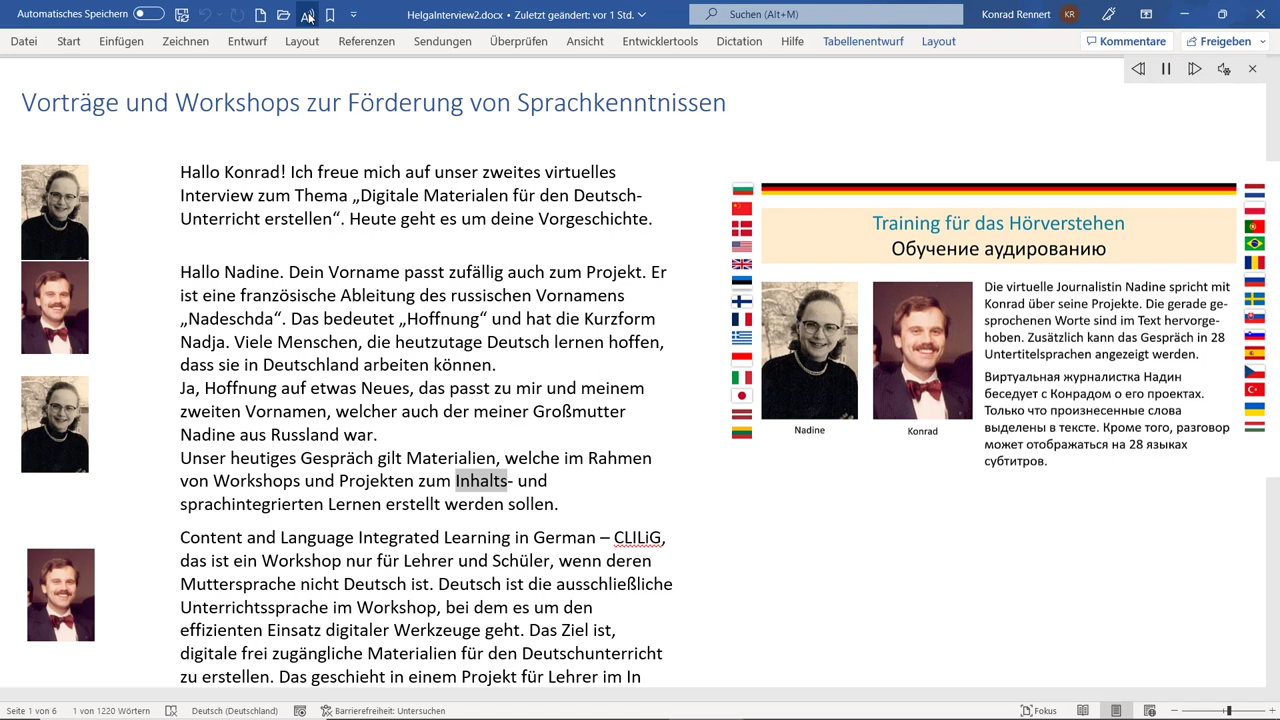 Automatisches Speichern
HelgaInterview2.docx • Zuletzt geändert: vor 1 Std.
Suchen (Alt+M)
Konrad Rennert
KR
Datei
Start
Einfügen
Zeichnen
Entwurf
Layout
Referenzen
Sendungen
Überprüfen
Ansicht
Entwicklertools
Dictation
Hilfe
Tabellenentwurf
Layout
Kommentare
Freigeben
Vorträge und Workshops zur Förderung von Sprachkenntnissen
Hallo Konrad! Ich freue mich auf unser zweites virtuelles
Interview zum Thema „Digitale Materialen für den Deutsch-
Unterricht erstellen“. Heute geht es um deine Vorgeschichte.
Hallo Nadine. Dein Vorname passt zufällig auch zum Projekt. Er
ist eine französische Ableitung des russischen Vornamens
„Nadeschda“. Das bedeutet „Hoffnung“ und hat die Kurzform
Nadja. Viele Menschen, die heutzutage Deutsch lernen hoffen,
dass sie in Deutschland arbeiten können.
Ja, Hoffnung auf etwas Neues, das passt zu mir und meinem
zweiten Vornamen, welcher auch der meiner Großmutter
Nadine aus Russland war.
Unser heutiges Gespräch gilt Materialien, welche im Rahmen
von Workshops und Projekten zum Inhalts- und
sprachintegrierten Lernen erstellt werden sollen.
Content and Language Integrated Learning in German – CLILiG,
das ist ein Workshop nur für Lehrer und Schüler, wenn deren
Muttersprache nicht Deutsch ist. Deutsch ist die ausschließliche
Unterrichtssprache im Workshop, bei dem es um den
effizienten Einsatz digitaler Werkzeuge geht. Das Ziel ist,
digitale frei zugängliche Materialien für den Deutschunterricht
zu erstellen. Das geschieht in einem Projekt für Lehrer im In
Training für das Hörverstehen
Обучение аудированию
Die virtuelle Journalistin Nadine spricht mit
Konrad über seine Projekte. Die gerade ge-
sprochenen Worte sind im Text hervorge-
hoben. Zusätzlich kann das Gespräch in 28
Untertitelsprachen angezeigt werden.
Виртуальная журналистка Надин
беседует с Конрадом о его проектах.
Только что произнесенные слова
выделены в тексте. Кроме того, разговор
может отображаться на 28 языках
субтитров.
Nadine
Konrad
Seite 1 von 6
1 von 1220 Wörtern
Deutsch (Deutschland)
Barrierefreiheit: Untersuchen
Fokus